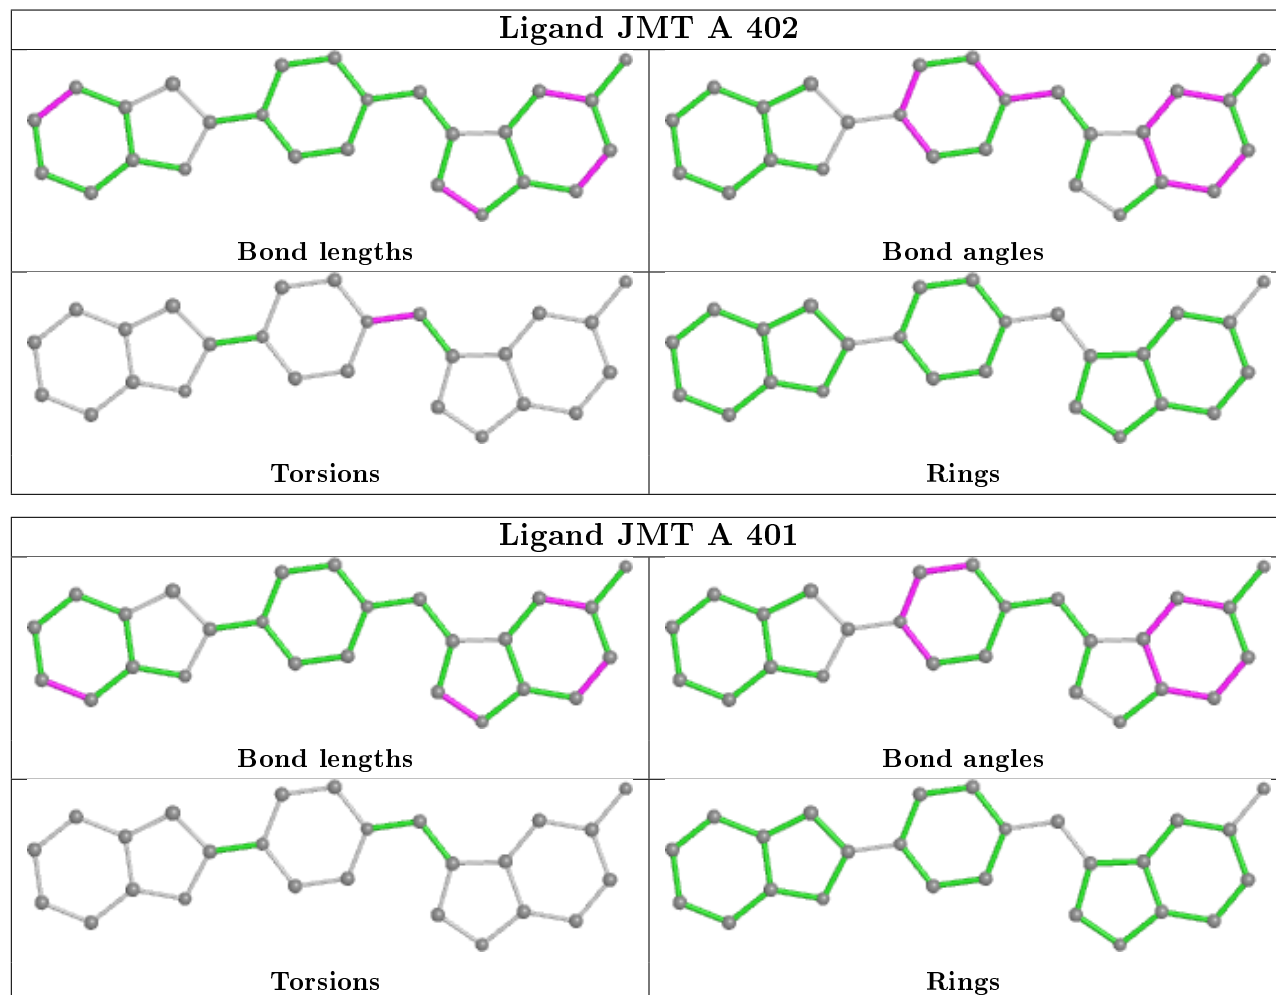 Ligand JMT A 402
Bond lengths
Bond angles
Torsions
Rings
Ligand JMT A 401
Bond lengths
Bond angles
Torsions
Rings